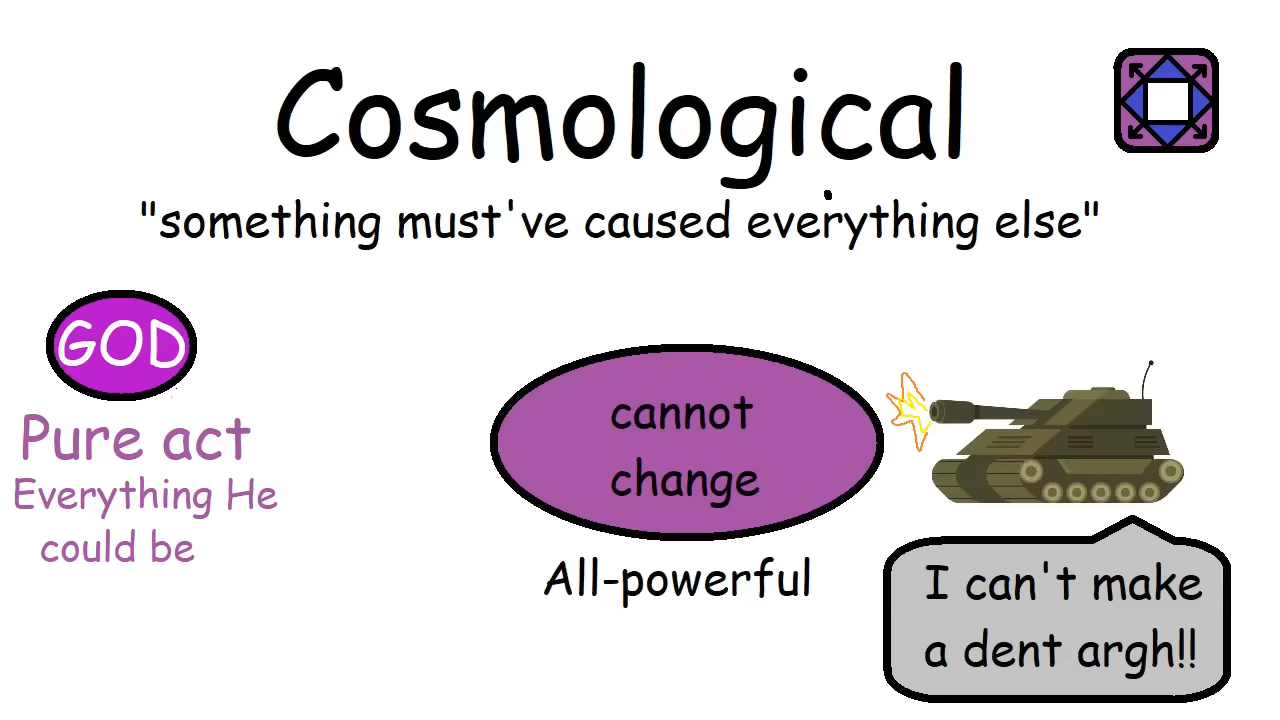 Cosmological
"something must've caused everything else"
GOD
Pure act
Everything He
could be
cannot
change
All-powerful
I can't make
a dent argh!!